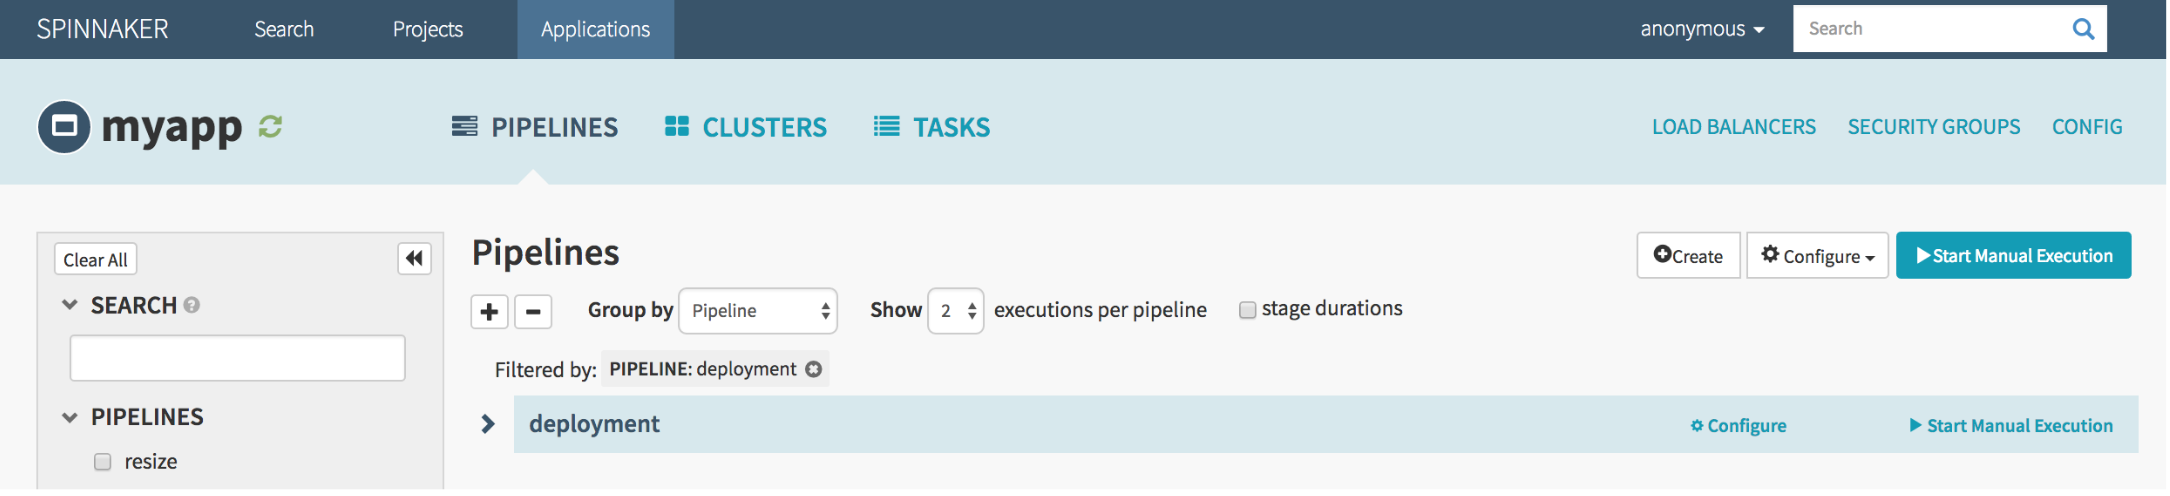 SPINNAKER Search Projects Applications anonymous Search
myapp PIPELINES CLUSTERS TASKS LOAD BALANCERS SECURITY GROUPS CONFIG
Clear All
SEARCH ?
PIPELINES
resize
Pipelines Create Configure Start Manual Execution
+ - Group by Pipeline Show 2 executions per pipeline stage durations
Filtered by: PIPELINE: deployment
deployment Configure Start Manual Execution